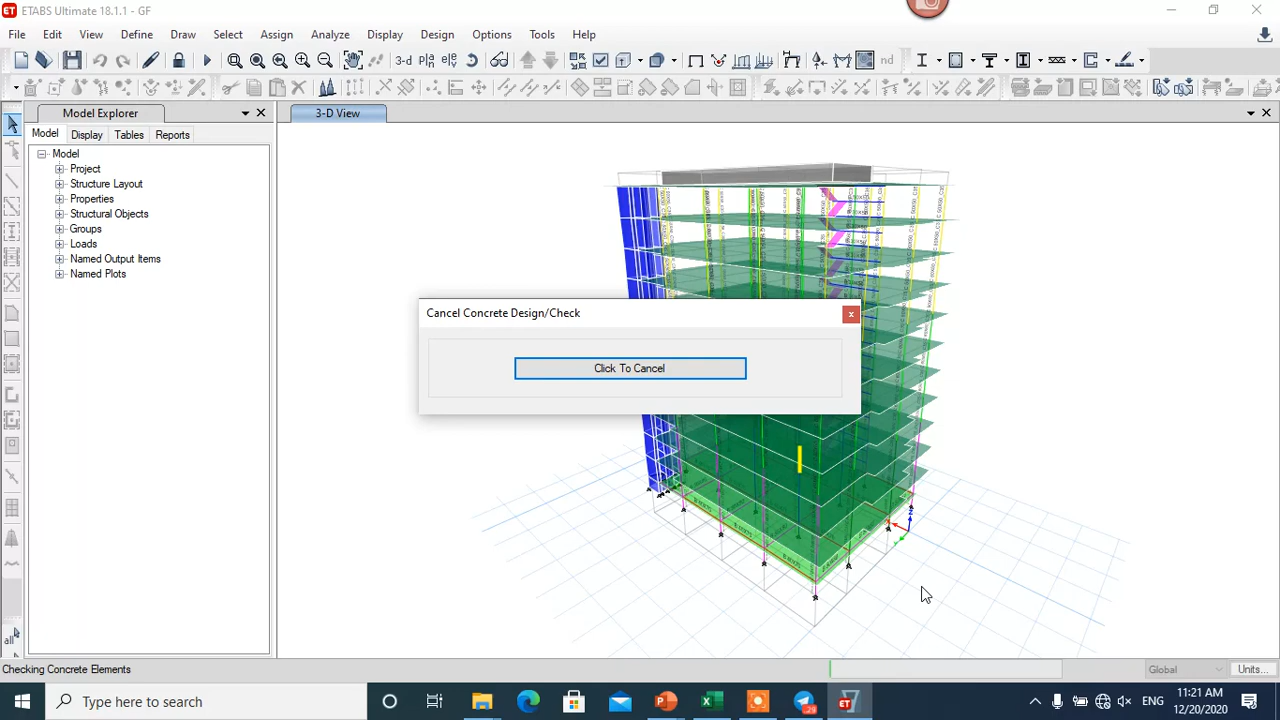 ETABS Ultimate 18.1.1 - GF
File Edit View Define Draw Select Assign Analyze Display Design Options Tools Help
3-d nd
Model Explorer
3-D View
Model Display Tables Reports
Model
Project
Structure Layout
Properties
Structural Objects
Groups
Loads
Named Output Items
Named Plots
Cancel Concrete Design/Check
Click To Cancel
all
Checking Concrete Elements
Global
Units...
Type here to search
ENG
11:21 AM
12/20/2020